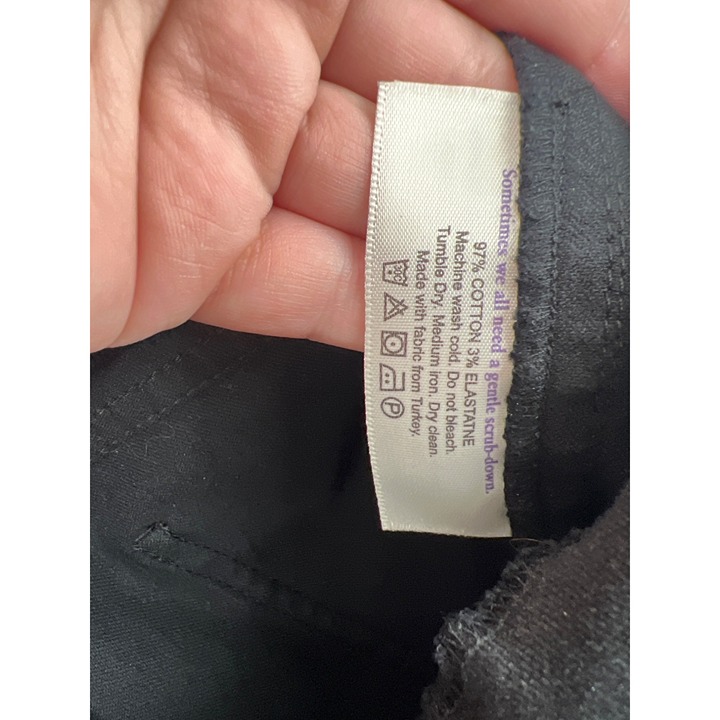 Sometimes we all need a gentle scrub-down.
97% COTTON 3% ELASTATNE
Machine wash cold. Do not bleach.
Tumble Dry. Medium iron. Dry clean.
Made with fabric from Turkey.
P